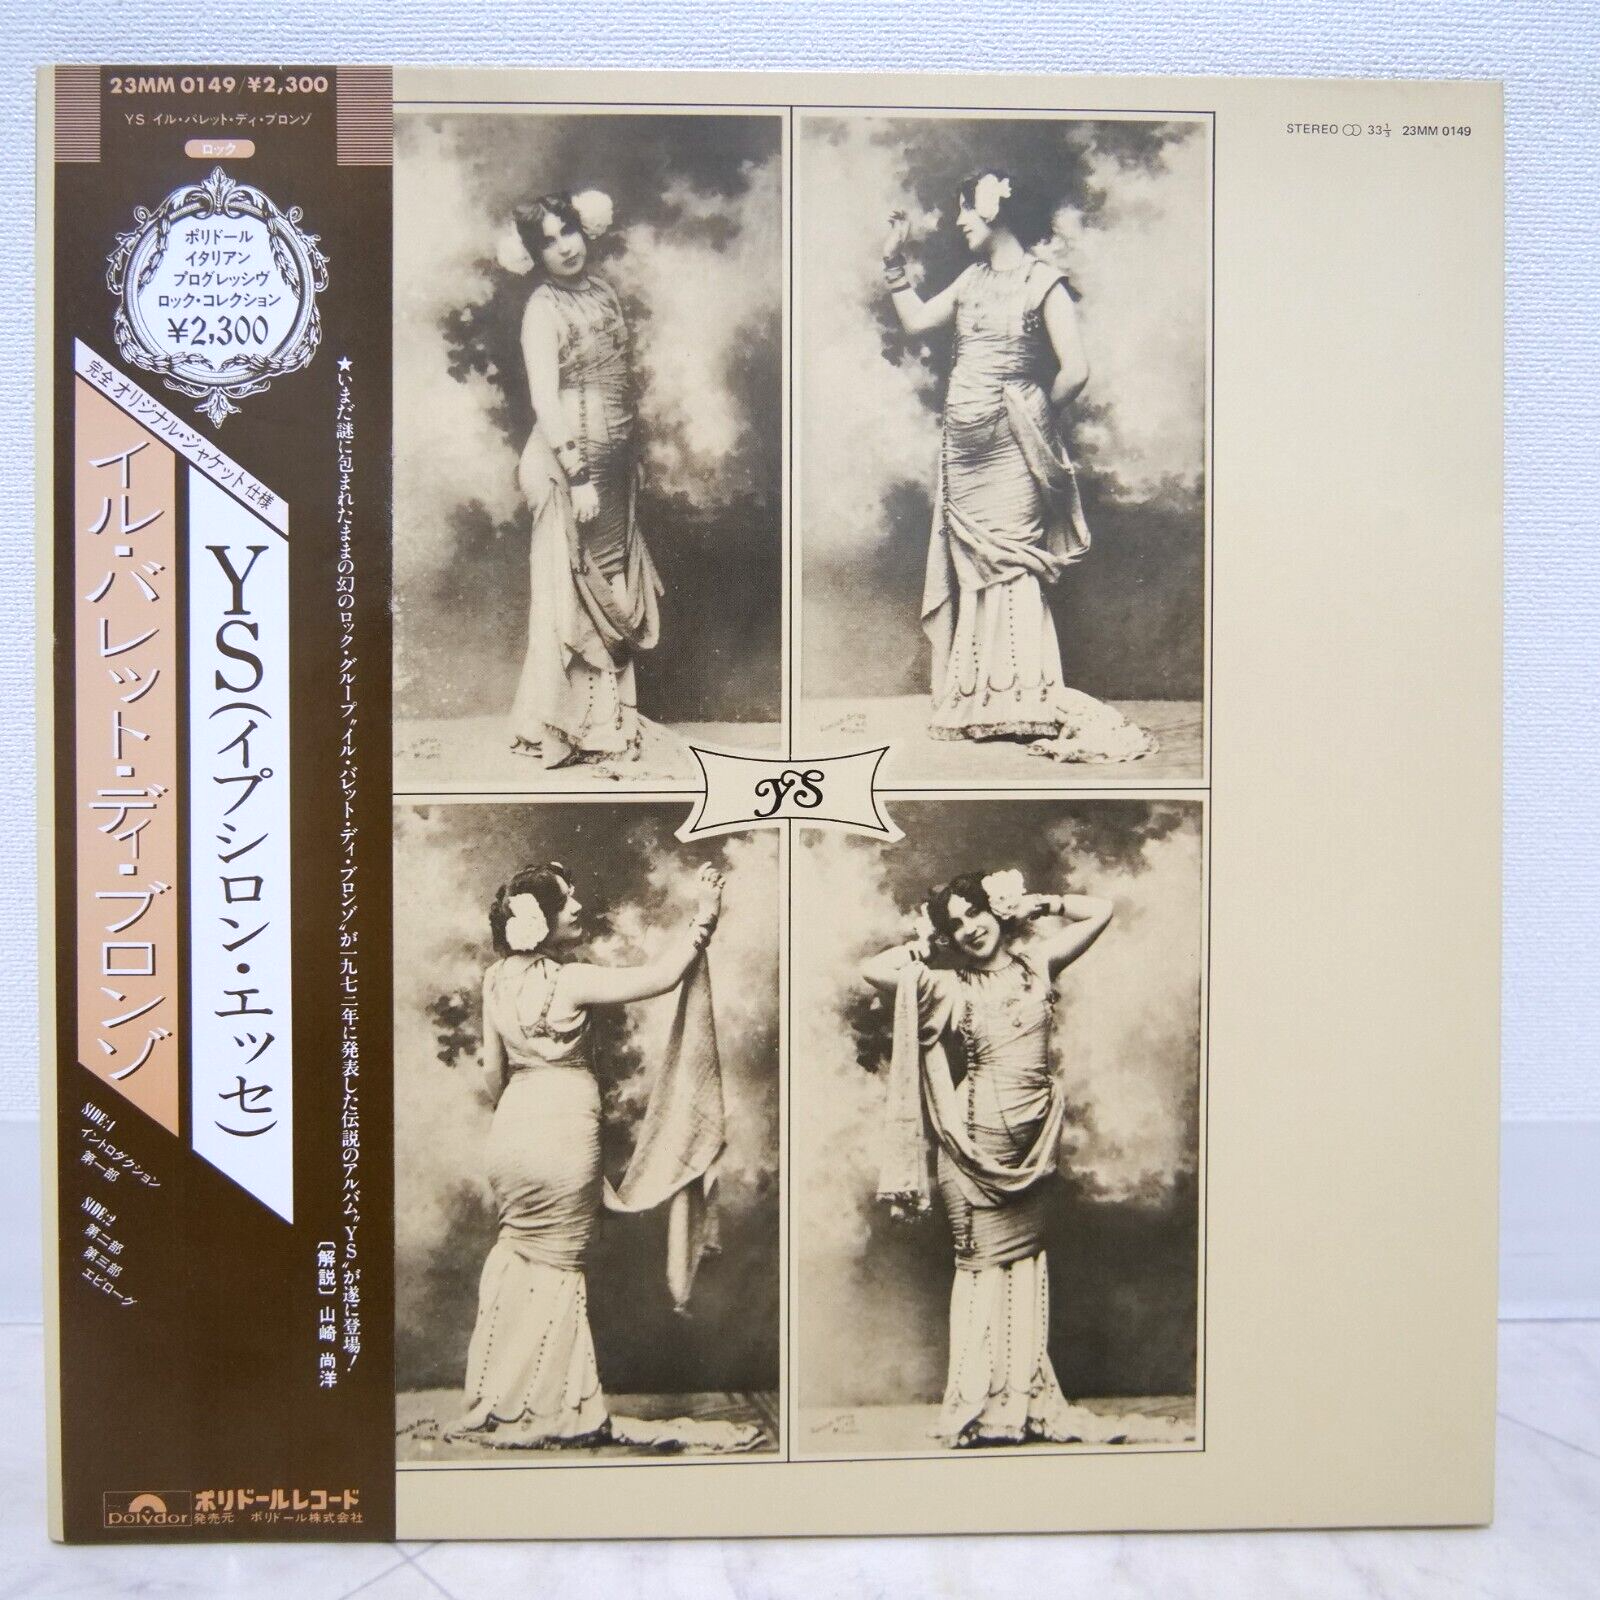 23MM 0149/¥2,300
YS/イル・バレット・ディ・ブロンゾ
ロック
ポリドール
イタリアン
プログレッシヴ
ロック・コレクション
¥2,300
完全オリジナル・ジャケット仕様
イル・バレット・ディ・ブロンゾ
YS(イプシロン・エッセ)
★いまだ謎に包まれたままの幻のロック・グループ〝イル・バレット・ディ・ブロンゾ〟が一九七二年に発表した伝説のアルバム〝YS〟が遂に登場!
〔解説〕山崎 尚洋
SIDE:1
イントロダクション
第一部
SIDE:2
第二部
第三部
エピローグ
polydor
ポリドールレコード
発売元 ポリドール株式会社
STEREO 33⅓ 23MM 0149
YS